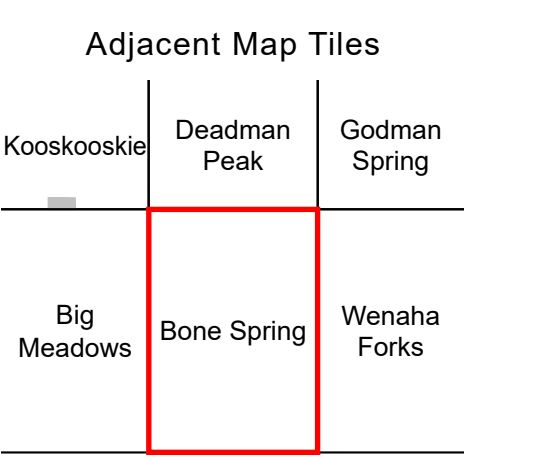 Adjacent Map Tiles
Kooskooskie
Deadman
Peak
Godman
Spring
Big
Meadows
Bone Spring
Wenaha
Forks